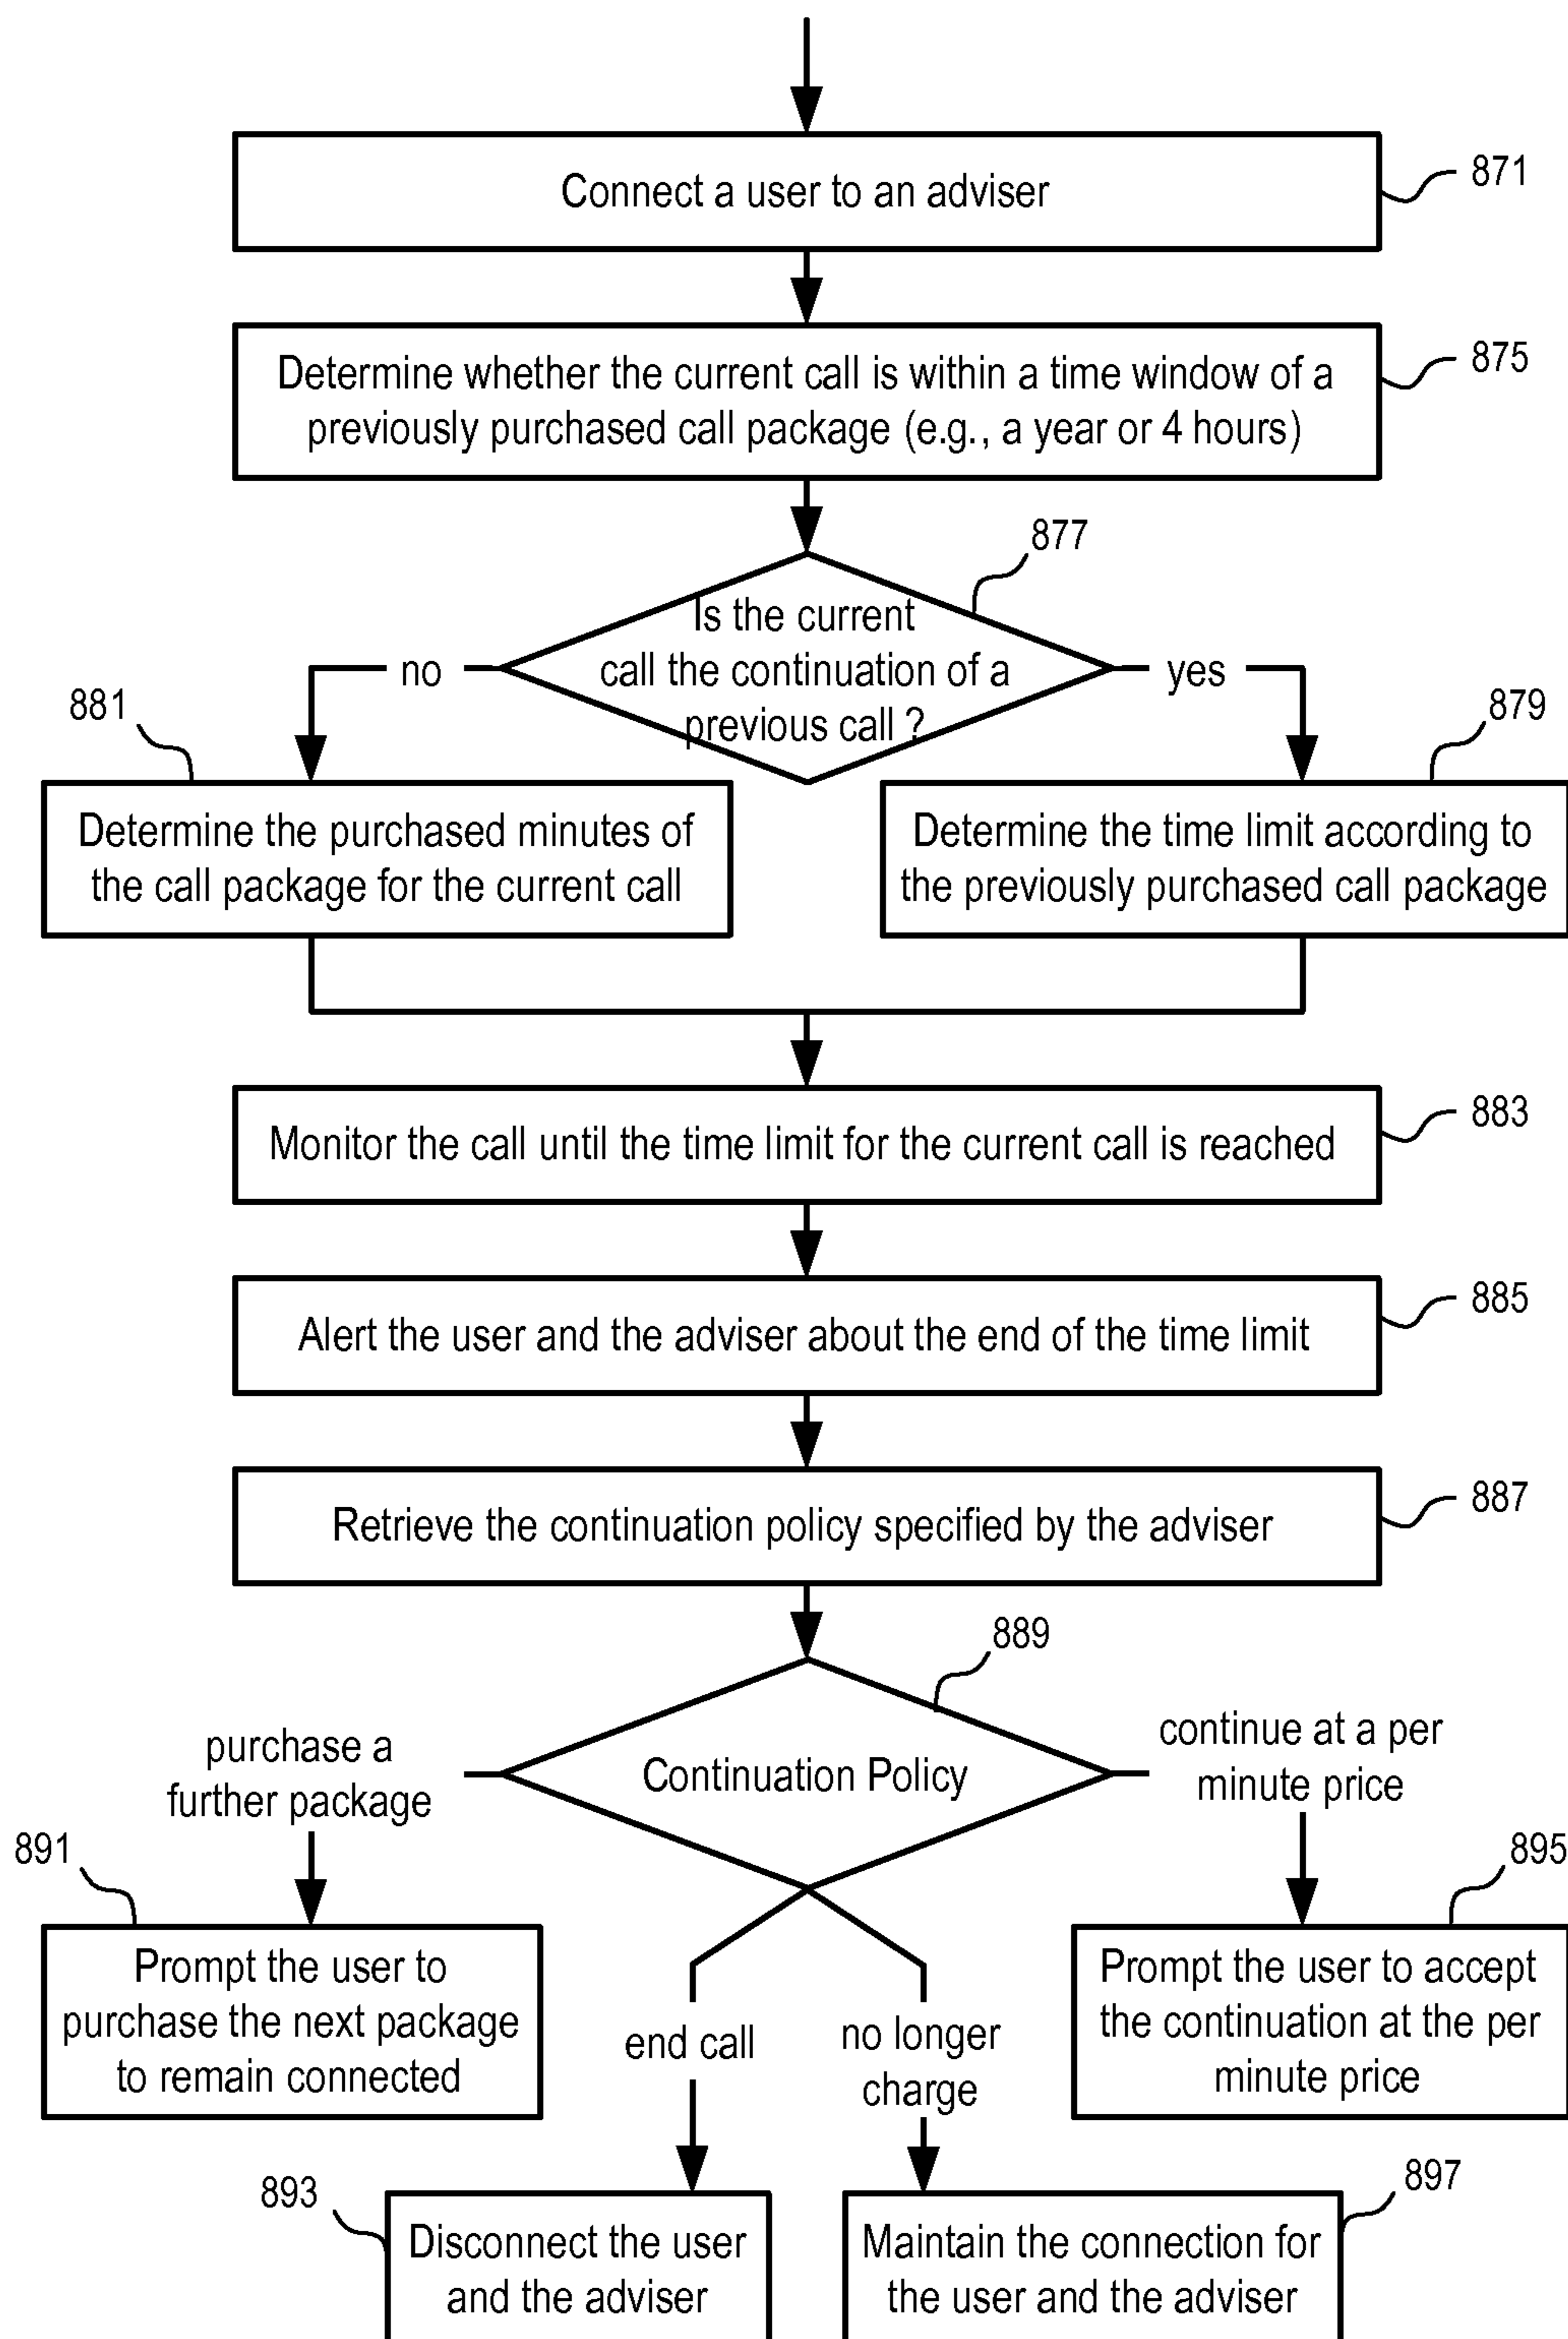 Connect a user to an adviser
871
Determine whether the current call is within a time window of a
previously purchased call package (e.g., a year or 4 hours)
875
877
Is the current
call the continuation of a
previous call ?
no
yes
881
879
Determine the purchased minutes of
the call package for the current call
Determine the time limit according to
the previously purchased call package
Monitor the call until the time limit for the current call is reached
883
Alert the user and the adviser about the end of the time limit
885
Retrieve the continuation policy specified by the adviser
887
889
Continuation Policy
purchase a
further package
continue at a per
minute price
891
895
Prompt the user to
purchase the next package
to remain connected
end call
no longer
charge
Prompt the user to accept
the continuation at the per
minute price
893
897
Disconnect the user
and the adviser
Maintain the connection for
the user and the adviser